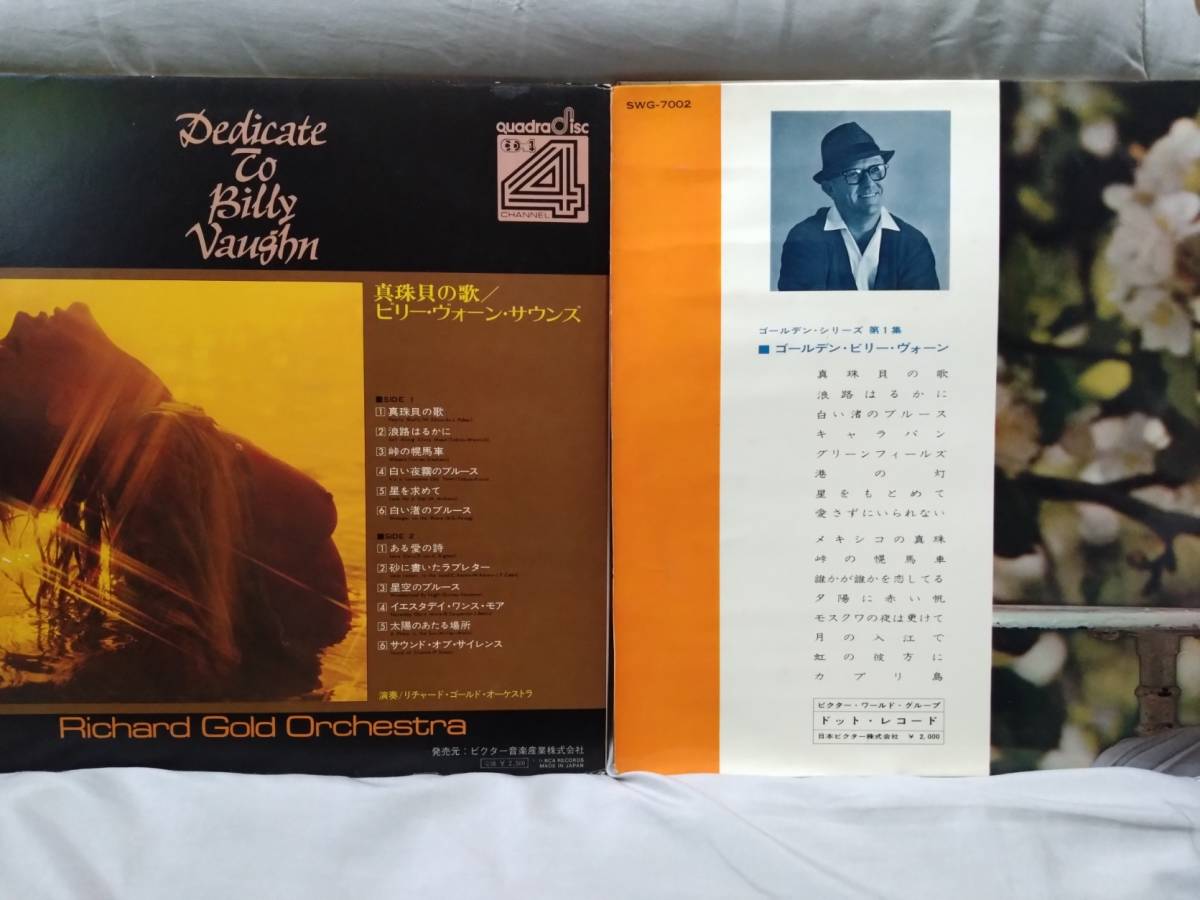 Dedicate
To
Billy
Vaughn
quadradisc
CD-4
CHANNEL
真珠貝の歌/
ビリー・ヴォーン・サウンズ
■SIDE 1
1 真珠貝の歌
2 浪路はるかに
3 峠の幌馬車
4 白い夜霧のブルース
5 星を求めて
6 白い渚のブルース
■SIDE 2
1 ある愛の詩
2 砂に書いたラブレター
3 星空のブルース
4 イエスタデイ・ワンス・モア
5 太陽のあたる場所
6 サウンド・オブ・サイレンス
演奏/リチャード・ゴールド・オーケストラ
Richard Gold Orchestra
発売元:ビクター音楽産業株式会社
定価 ¥ 2,300
RCA RECORDS
MADE IN JAPAN
SWG-7002
ゴールデン・シリーズ 第1集
■ ゴールデン・ビリー・ヴォーン
真珠貝の歌
浪路はるかに
白い渚のブルース
キャラバン
グリーンフィールズ
港の灯
星をもとめて
愛さずにいられない
メキシコの真珠
峠の幌馬車
誰かが誰かを恋してる
夕陽に赤い帆
モスクワの夜は更けて
月の入江で
虹の彼方に
カプリ島
ビクター・ワールド・グループ
ドット・レコード
日本ビクター株式会社 ¥ 2,000